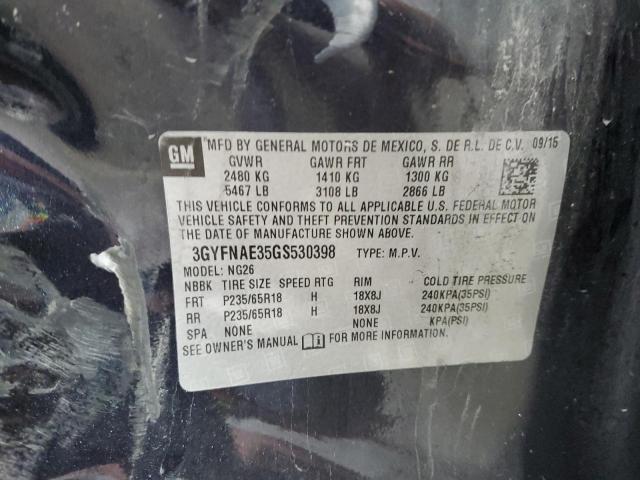 GM MFD BY GENERAL MOTORS DE MEXICO, S. DE R.L. DE C.V. 09/15
GVWR GAWR FRT GAWR RR
2480 KG 1410 KG 1300 KG
5467 LB 3108 LB 2866 LB
THIS VEHICLE CONFORMS TO ALL APPLICABLE U.S. FEDERAL MOTOR
VEHICLE SAFETY AND THEFT PREVENTION STANDARDS IN EFFECT ON
THE DATE OF MANUFACTURE SHOWN ABOVE.
3GYFNAE35GS530398 TYPE: M.P.V.
MODEL: NG26
NBBK TIRE SIZE SPEED RTG RIM COLD TIRE PRESSURE
FRT P235/65R18 H 18X8J 240KPA(35PSI)
RR P235/65R18 H 18X8J 240KPA(35PSI)
SPA NONE NONE KPA(PSI)
SEE OWNER'S MANUAL FOR MORE INFORMATION.